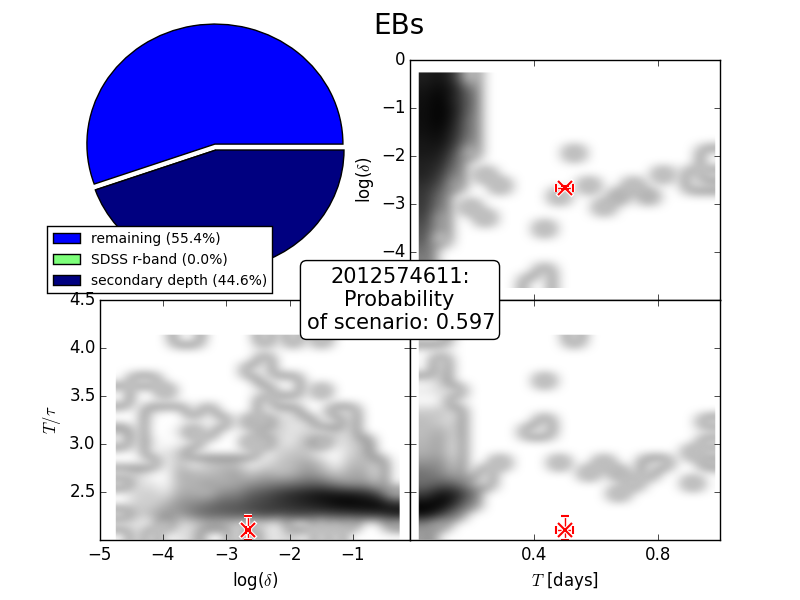 EBs
remaining (55.4%)
SDSS r-band (0.0%)
secondary depth (44.6%)
0
−1
−2
−3
−4
log(δ)
2012574611:
Probability
of scenario: 0.597
4.5
4.0
3.5
3.0
2.5
T/τ
−5
−4
−3
−2
−1
log(δ)
0.4
0.8
T [days]